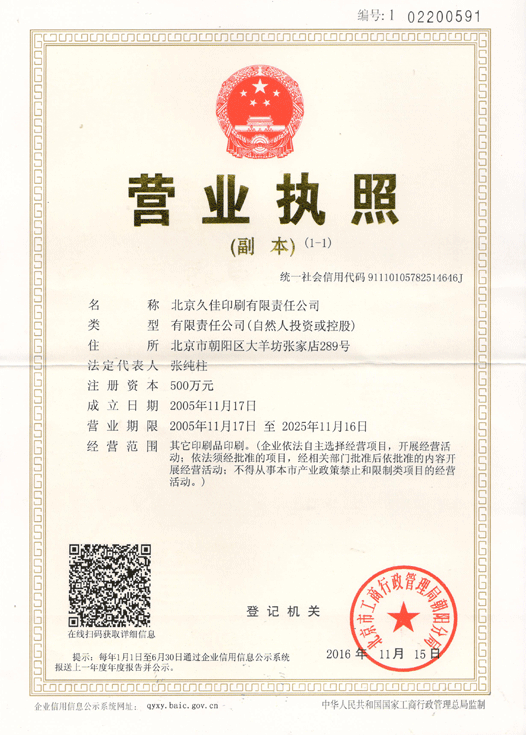 编号:1 02200591
营业执照
(副 本) (1-1)
统一社会信用代码 91110105782514646J
名 称 北京久佳印刷有限责任公司
类 型 有限责任公司(自然人投资或控股)
住 所 北京市朝阳区大羊坊张家店289号
法定代表人 张纯柱
注册资本 500万元
成立日期 2005年11月17日
营业期限 2005年11月17日 至 2025年11月16日
经营范围 其它印刷品印刷。(企业依法自主选择经营项目，开展经营活
动；依法须经批准的项目，经相关部门批准后依批准的内容开
展经营活动；不得从事本市产业政策禁止和限制类项目的经营
活动。)
在线扫码获取详细信息
登记机关
北京市工商行政管理局朝阳分局
2016 年 11月 15日
提示：每年1月1日至6月30日通过企业信用信息公示系统
报送上一年度年度报告并公示。
企业信用信息公示系统网址： qyxy.baic.gov.cn
中华人民共和国国家工商行政管理总局监制